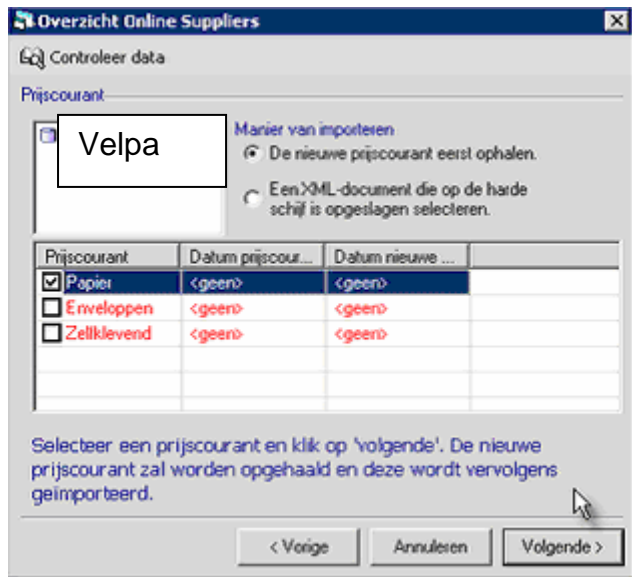 Overzicht Online Suppliers
Controleer data
Prijscourant
Velpa
Manier van importeren
De nieuwe prijscourant eerst ophalen.
Een XML-document die op de harde
schijf is opgeslagen selecteren.
Prijscourant Datum prijscour... Datum nieuwe ...
Papier <geen> <geen>
Enveloppen <geen> <geen>
Zellklevend <geen> <geen>
Selecteer een prijscourant en klik op 'volgende'. De nieuwe
prijscourant zal worden opgehaald en deze wordt vervolgens
geïmporteerd.
< Vorige Annuleren Volgende >